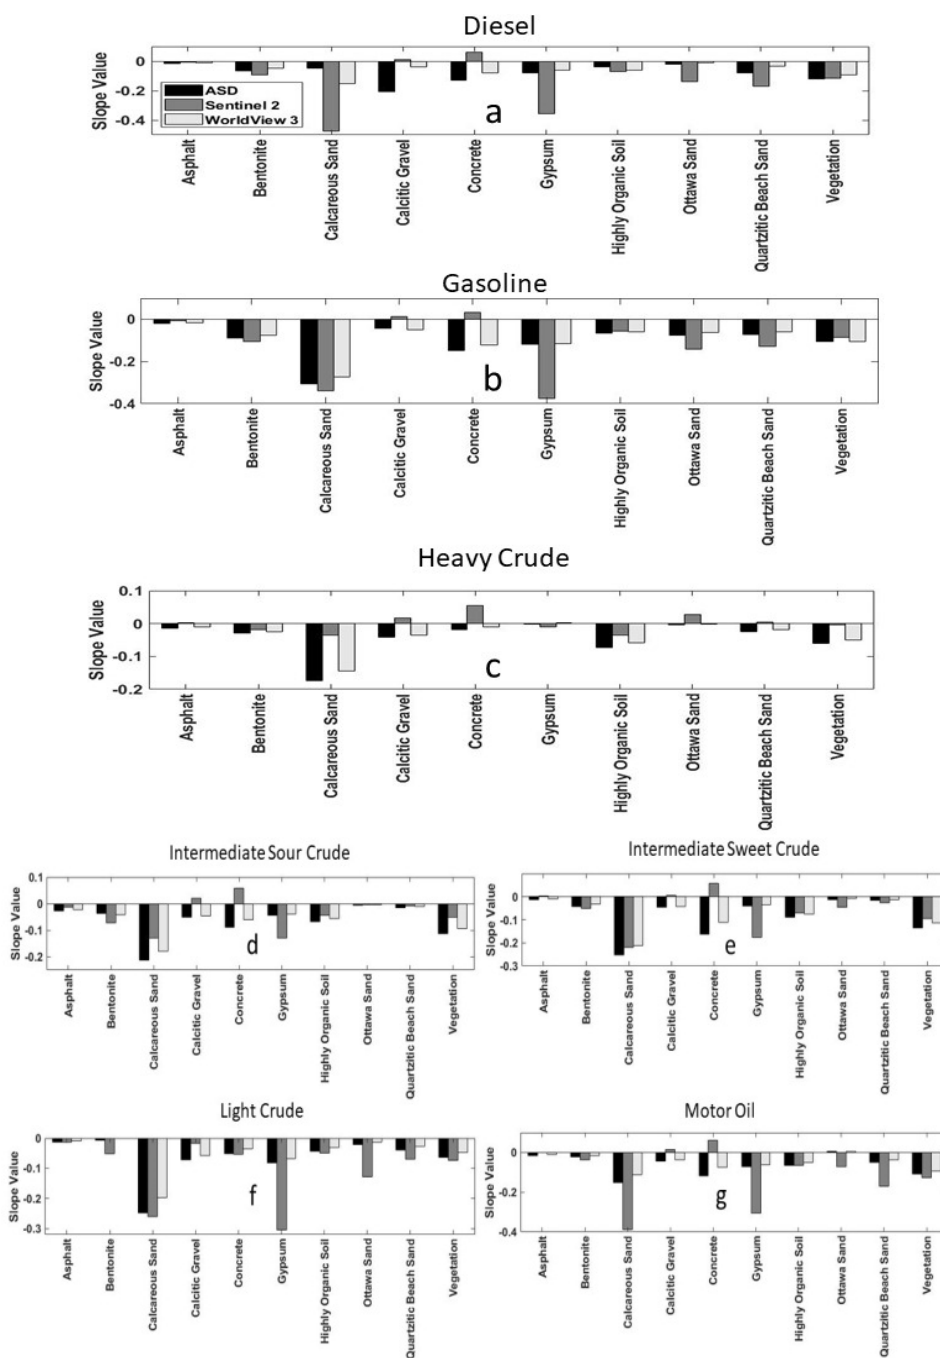 Diesel
0
-0.2
-0.4
Slope Value
ASD
Sentinel 2
WorldView 3
a
Asphalt
Bentonite
Calcareous Sand
Calcitic Gravel
Concrete
Gypsum
Highly Organic Soil
Ottawa Sand
Quartzitic Beach Sand
Vegetation
Gasoline
0
-0.2
-0.4
Slope Value
b
Asphalt
Bentonite
Calcareous Sand
Calcitic Gravel
Concrete
Gypsum
Highly Organic Soil
Ottawa Sand
Quartzitic Beach Sand
Vegetation
Heavy Crude
0.1
0
-0.1
-0.2
Slope Value
c
Asphalt
Bentonite
Calcareous Sand
Calcitic Gravel
Concrete
Gypsum
Highly Organic Soil
Ottawa Sand
Quartzitic Beach Sand
Vegetation
Intermediate Sour Crude
0.1
0
-0.1
-0.2
Slope Value
d
Asphalt
Bentonite
Calcareous Sand
Calcitic Gravel
Concrete
Gypsum
Highly Organic Soil
Ottawa Sand
Quartzitic Beach Sand
Vegetation
Intermediate Sweet Crude
0
-0.1
-0.2
-0.3
Slope Value
e
Asphalt
Bentonite
Calcareous Sand
Calcitic Gravel
Concrete
Gypsum
Highly Organic Soil
Ottawa Sand
Quartzitic Beach Sand
Vegetation
Light Crude
0
-0.1
-0.2
-0.3
Slope Value
f
Asphalt
Bentonite
Calcareous Sand
Calcitic Gravel
Concrete
Gypsum
Highly Organic Soil
Ottawa Sand
Quartzitic Beach Sand
Vegetation
Motor Oil
0
-0.2
-0.4
Slope Value
g
Asphalt
Bentonite
Calcareous Sand
Calcitic Gravel
Concrete
Gypsum
Highly Organic Soil
Ottawa Sand
Quartzitic Beach Sand
Vegetation